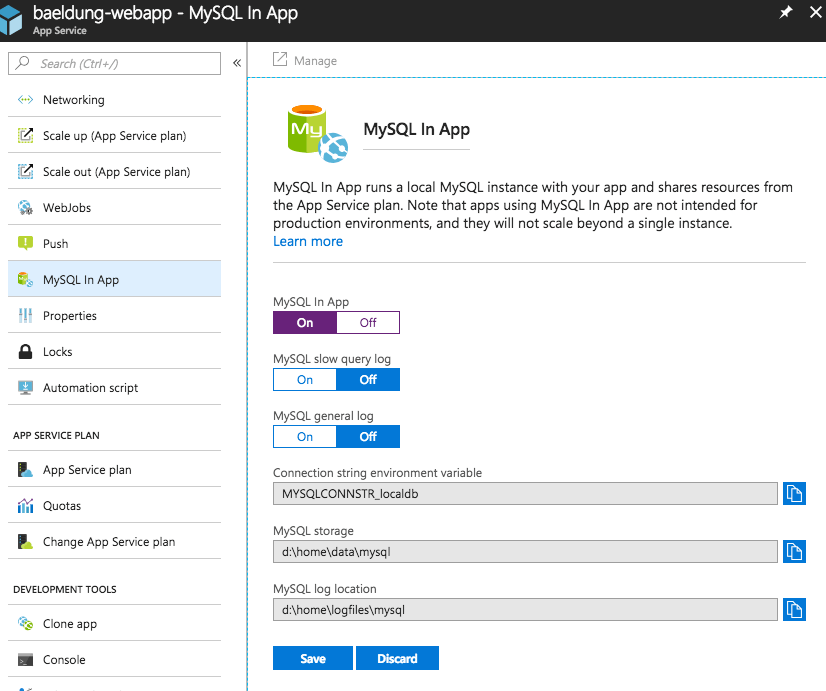 baeldung-webapp - MySQL In App
App Service
Search (Ctrl+/)
Networking
Scale up (App Service plan)
Scale out (App Service plan)
WebJobs
Push
MySQL In App
Properties
Locks
Automation script
APP SERVICE PLAN
App Service plan
Quotas
Change App Service plan
DEVELOPMENT TOOLS
Clone app
Console
Manage
My
MySQL In App
MySQL In App runs a local MySQL instance with your app and shares resources from
the App Service plan. Note that apps using MySQL In App are not intended for
production environments, and they will not scale beyond a single instance.
Learn more
MySQL In App
On Off
MySQL slow query log
On Off
MySQL general log
On Off
Connection string environment variable
MYSQLCONNSTR_localdb
MySQL storage
d:\home\data\mysql
MySQL log location
d:\home\logfiles\mysql
Save Discard